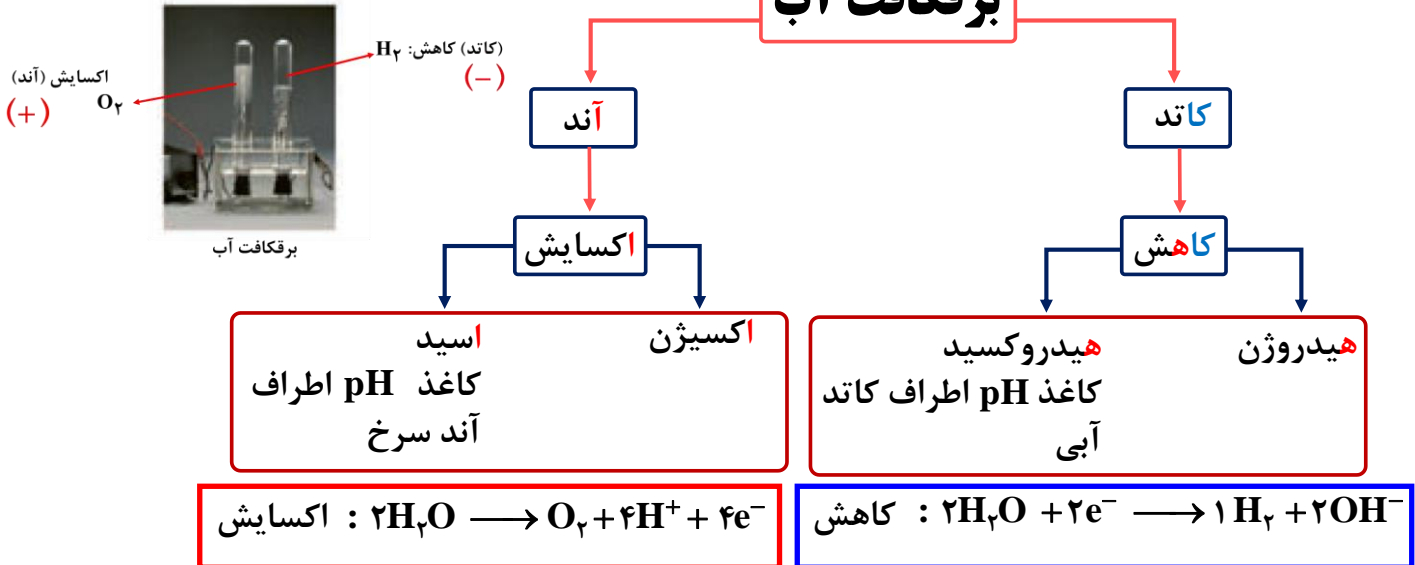 برقکافت آب
(کاتد) کاهش: H₂
(−)
اکسایش (آند)
O₂
(+)
برقکافت آب
کاتد
آند
کاهش
اکسایش
هیدروژن
هیدروکسید
کاغذ pH اطراف کاتد
آبی
اکسیژن
اسید
کاغذ pH اطراف
آند سرخ
کاهش : ۲H₂O + ۲e⁻ ⟶ ۱ H₂ + ۲OH⁻
اکسایش : ۲H₂O ⟶ O₂ + ۴H⁺ + ۴e⁻